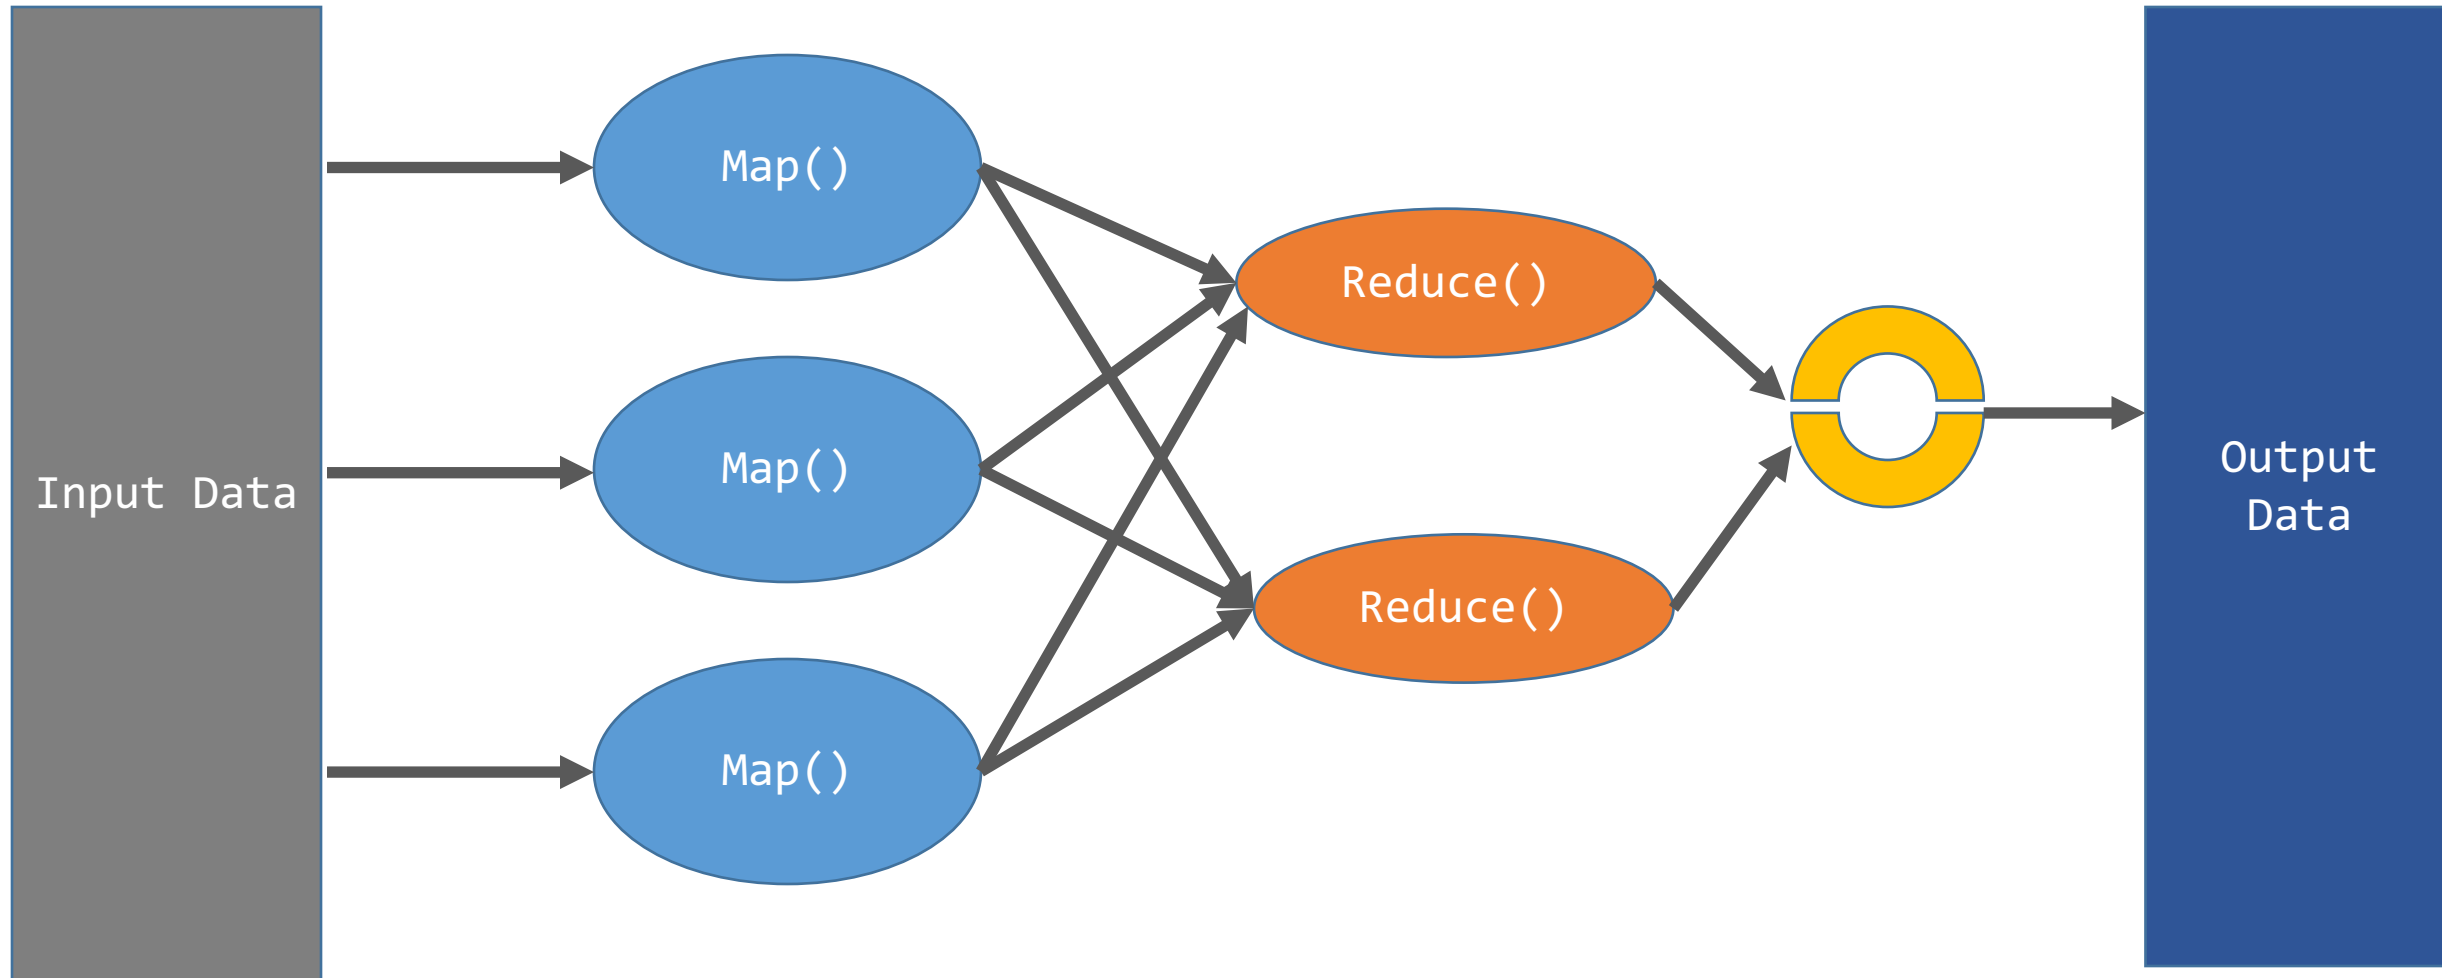 Input Data
Map()
Map()
Map()
Reduce()
Reduce()
Output
Data